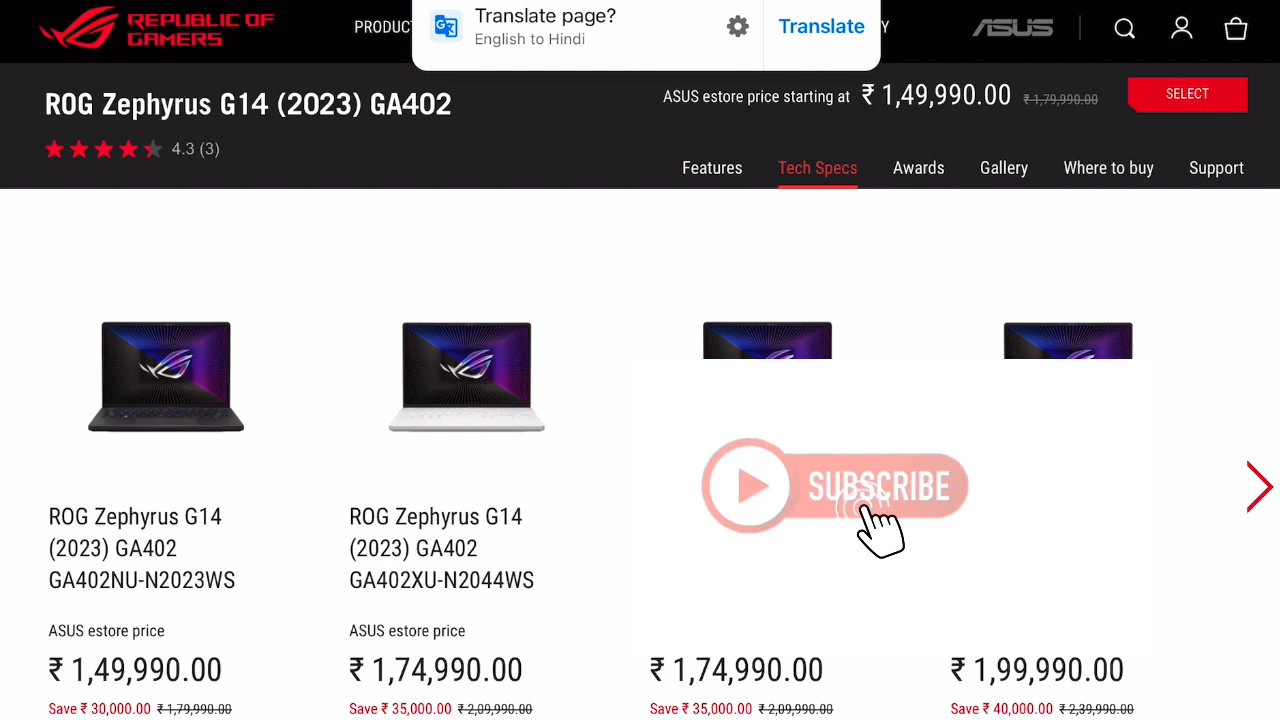 REPUBLIC OF
GAMERS
PRODUCT
Translate page?
English to Hindi
Translate
Y
ASUS
ROG Zephyrus G14 (2023) GA402
ASUS estore price starting at ₹ 1,49,990.00 ₹ 1,79,990.00
SELECT
4.3 (3)
Features Tech Specs Awards Gallery Where to buy Support
SUBSCRIBE
ROG Zephyrus G14
(2023) GA402
GA402NU-N2023WS
ASUS estore price
₹ 1,49,990.00
Save ₹ 30,000.00 ₹ 1,79,990.00
ROG Zephyrus G14
(2023) GA402
GA402XU-N2044WS
ASUS estore price
₹ 1,74,990.00
Save ₹ 35,000.00 ₹ 2,09,990.00
₹ 1,74,990.00
Save ₹ 35,000.00 ₹ 2,09,990.00
₹ 1,99,990.00
Save ₹ 40,000.00 ₹ 2,39,990.00